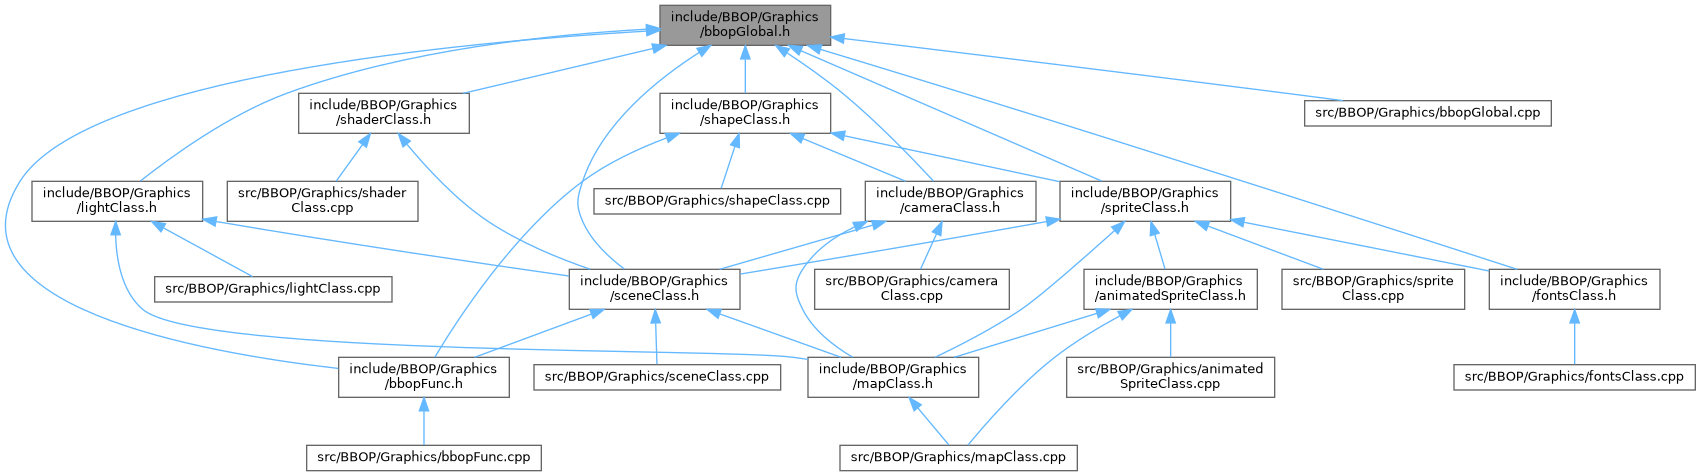 include/BBOP/Graphics
/bbopGlobal.h
include/BBOP/Graphics
/shaderClass.h
include/BBOP/Graphics
/shapeClass.h
src/BBOP/Graphics/bbopGlobal.cpp
include/BBOP/Graphics
/lightClass.h
src/BBOP/Graphics/shader
Class.cpp
src/BBOP/Graphics/shapeClass.cpp
include/BBOP/Graphics
/cameraClass.h
include/BBOP/Graphics
/spriteClass.h
src/BBOP/Graphics/lightClass.cpp
include/BBOP/Graphics
/sceneClass.h
src/BBOP/Graphics/camera
Class.cpp
include/BBOP/Graphics
/animatedSpriteClass.h
src/BBOP/Graphics/sprite
Class.cpp
include/BBOP/Graphics
/fontsClass.h
include/BBOP/Graphics
/bbopFunc.h
src/BBOP/Graphics/sceneClass.cpp
include/BBOP/Graphics
/mapClass.h
src/BBOP/Graphics/animated
SpriteClass.cpp
src/BBOP/Graphics/fontsClass.cpp
src/BBOP/Graphics/bbopFunc.cpp
src/BBOP/Graphics/mapClass.cpp